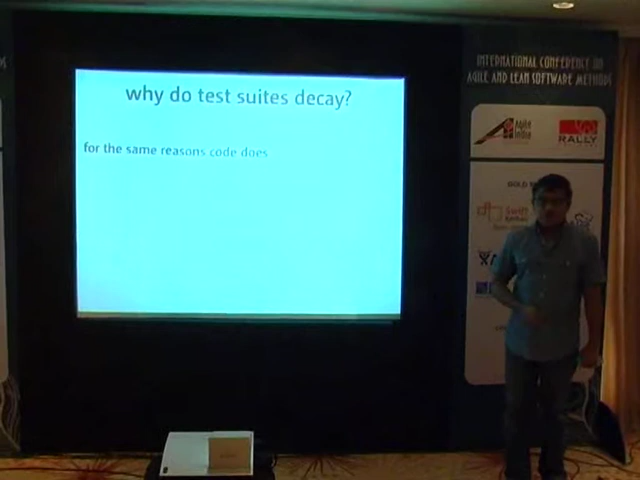 why do test suites decay?
for the same reasons code does
INTERNATIONAL CONFERENCE ON
AGILE AND LEAN SOFTWARE METHODS
Agile
India
RALLY
GOLD